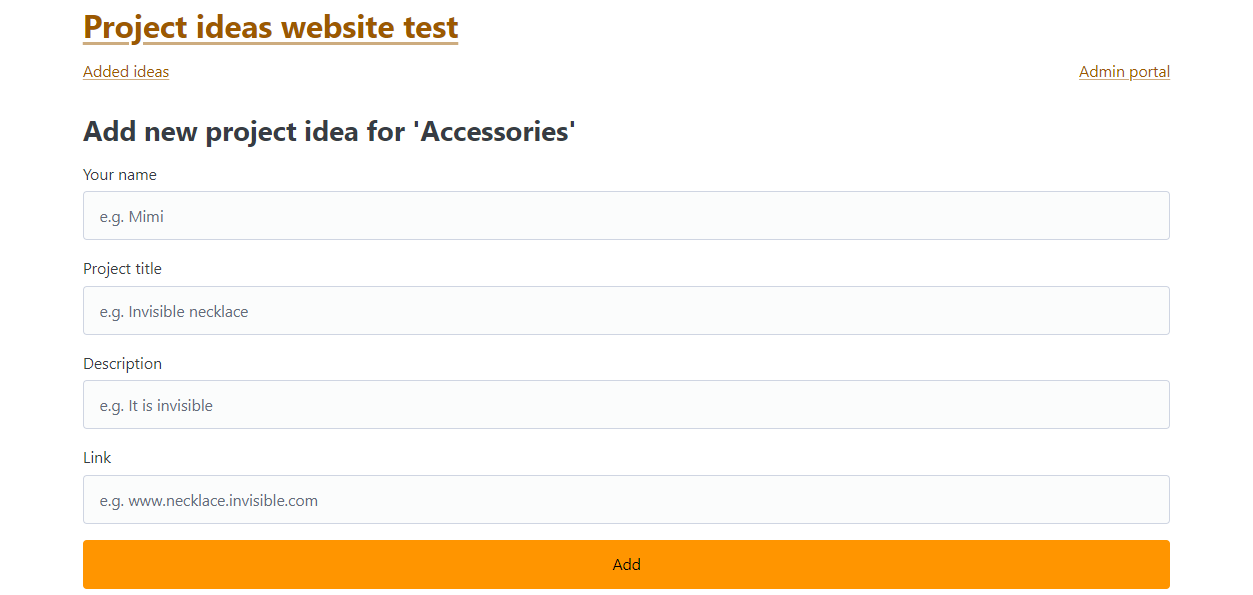 Project ideas website test
Added ideas
Admin portal
Add new project idea for 'Accessories'
Your name
e.g. Mimi
Project title
e.g. Invisible necklace
Description
e.g. It is invisible
Link
e.g. www.necklace.invisible.com
Add